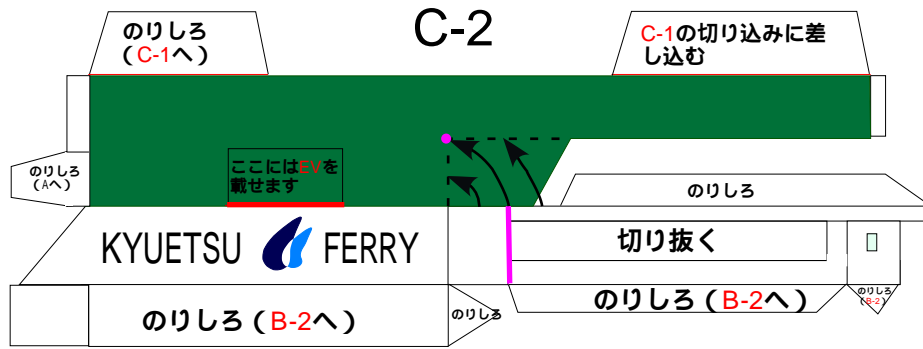 C-2
のりしろ
（C-1へ）
C-1の切り込みに差
し込む
ここにはEVを
載せます
のりしろ
（Aへ）
のりしろ
KYUETSU FERRY
切り抜く
のりしろ
（B-2）
のりしろ（B-2へ）
のりしろ
のりしろ（B-2へ）